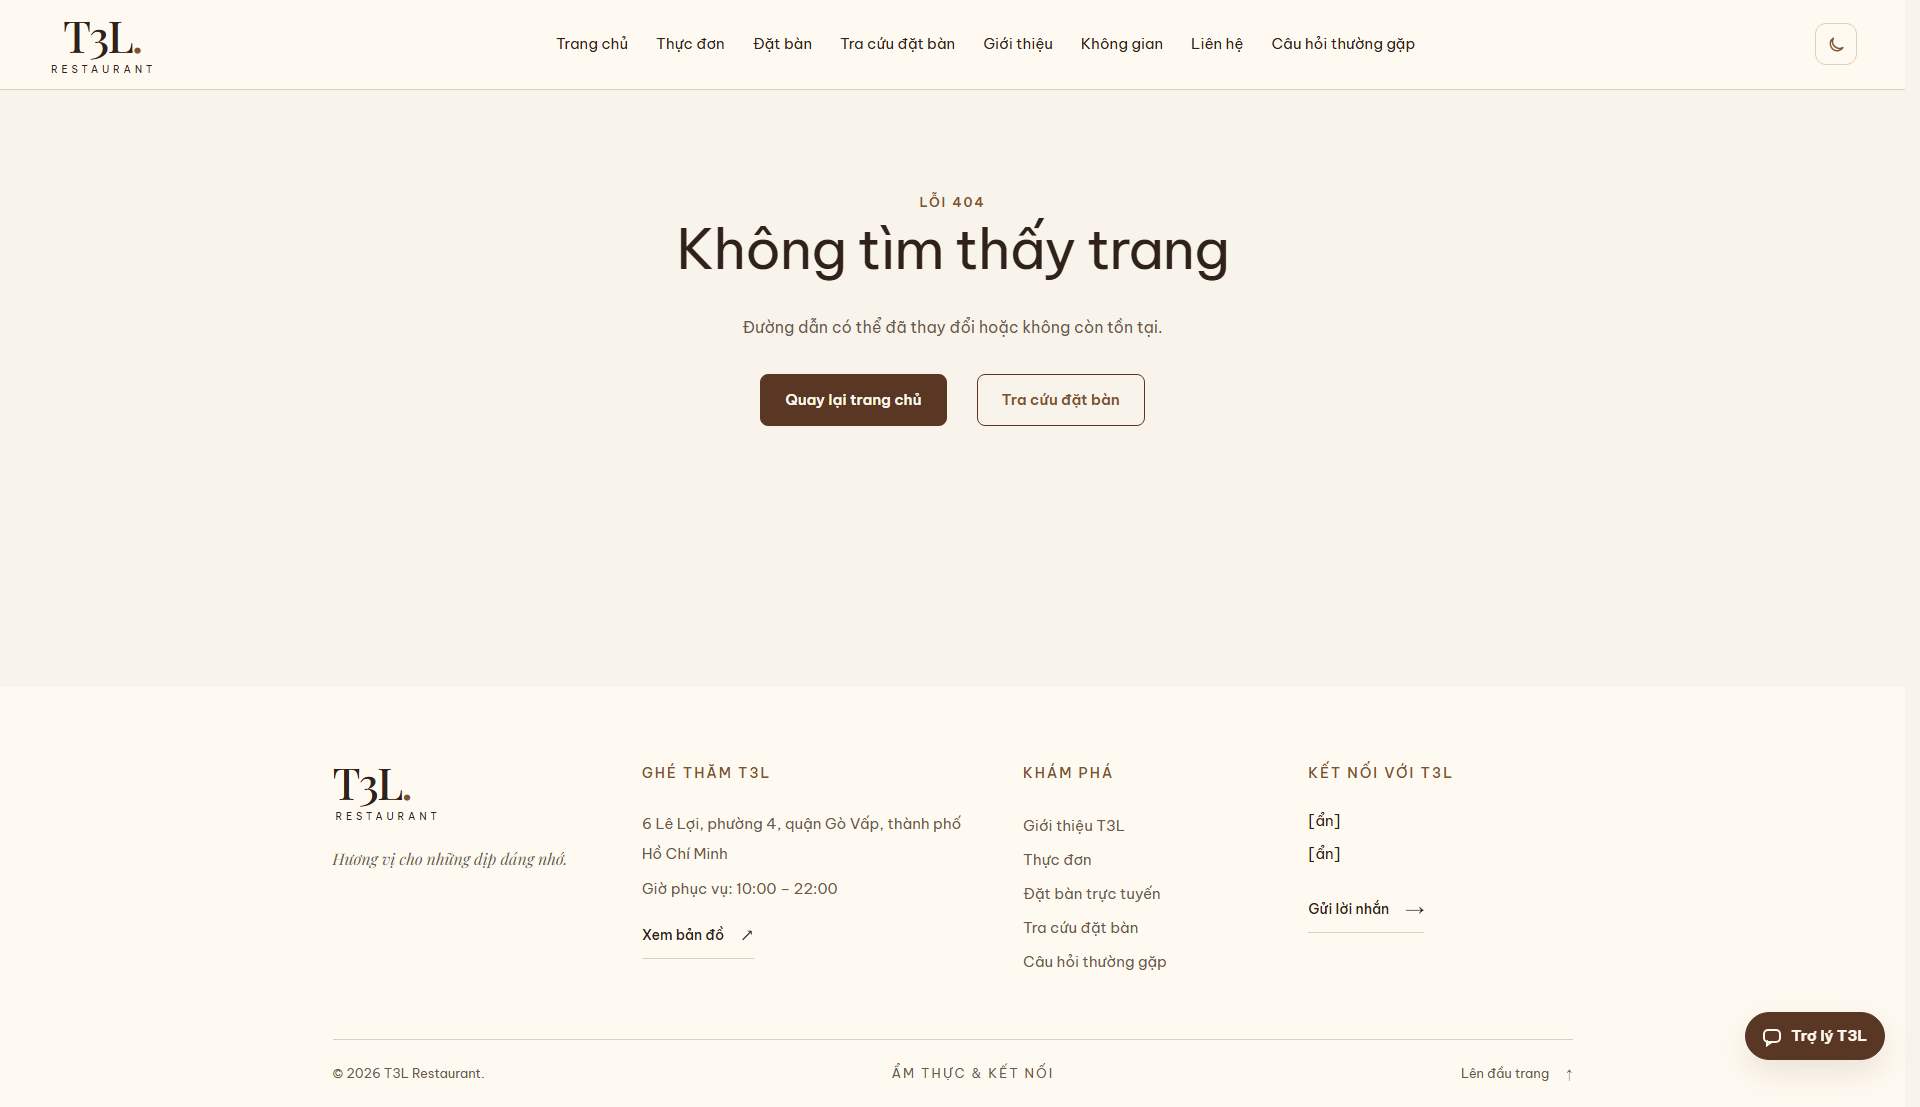 T3L.
RESTAURANT
Trang chủ
Thực đơn
Đặt bàn
Tra cứu đặt bàn
Giới thiệu
Không gian
Liên hệ
Câu hỏi thường gặp
LỖI 404
Không tìm thấy trang
Đường dẫn có thể đã thay đổi hoặc không còn tồn tại.
Quay lại trang chủ
Tra cứu đặt bàn
T3L.
RESTAURANT
Hương vị cho những dịp đáng nhớ.
GHÉ THĂM T3L
6 Lê Lợi, phường 4, quận Gò Vấp, thành phố
Hồ Chí Minh
Giờ phục vụ: 10:00 – 22:00
Xem bản đồ ↗
KHÁM PHÁ
Giới thiệu T3L
Thực đơn
Đặt bàn trực tuyến
Tra cứu đặt bàn
Câu hỏi thường gặp
KẾT NỐI VỚI T3L
[ẩn]
[ẩn]
Gửi lời nhắn →
© 2026 T3L Restaurant.
ẨM THỰC & KẾT NỐI
Lên đầu trang ↑
Trợ lý T3L